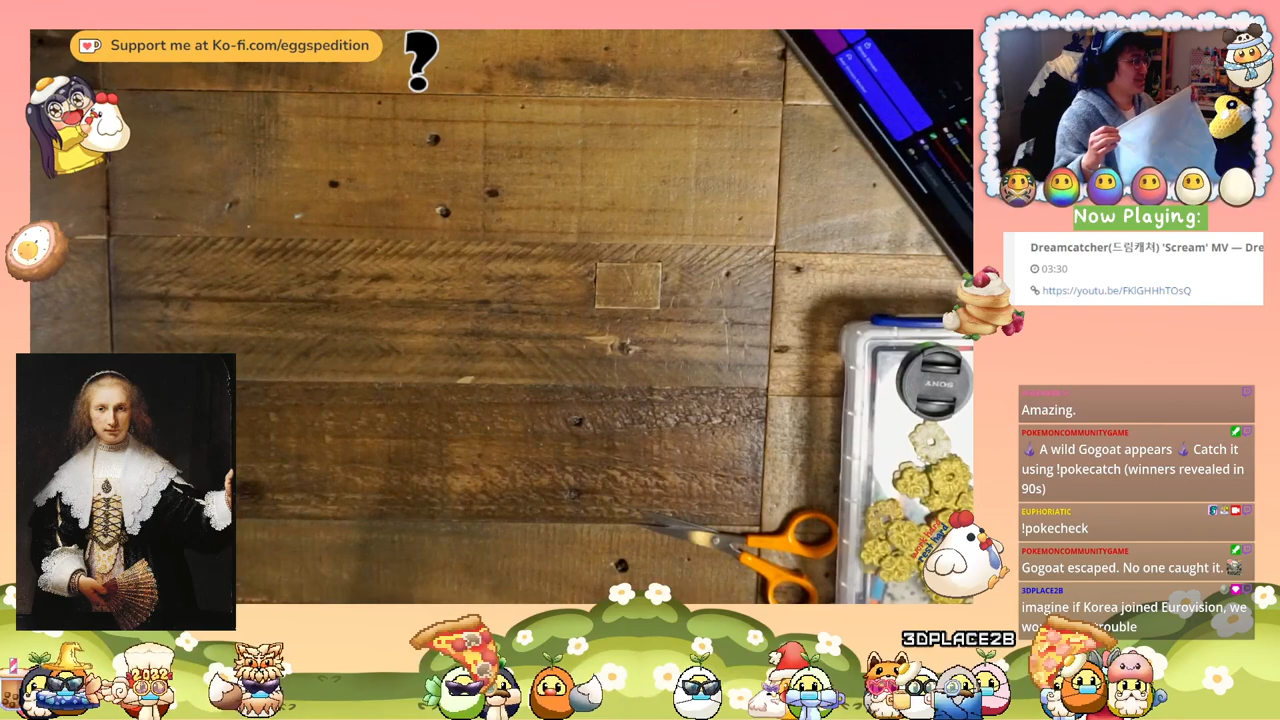 Support me at Ko-fi.com/eggspedition
?
Now Playing:
Dreamcatcher(드림캐쳐) 'Scream' MV — Dre
03:30
https://youtu.be/FKlGHHhTOsQ
SONY
Amazing.
POKEMONCOMMUNITYGAME
A wild Gogoat appears Catch it
using !pokecatch (winners revealed in
90s)
EUPHORIATIC
!pokecheck
POKEMONCOMMUNITYGAME
Gogoat escaped. No one caught it.
3DPLACE2B
imagine if Korea joined Eurovision, we
3DPLACE2B
2022